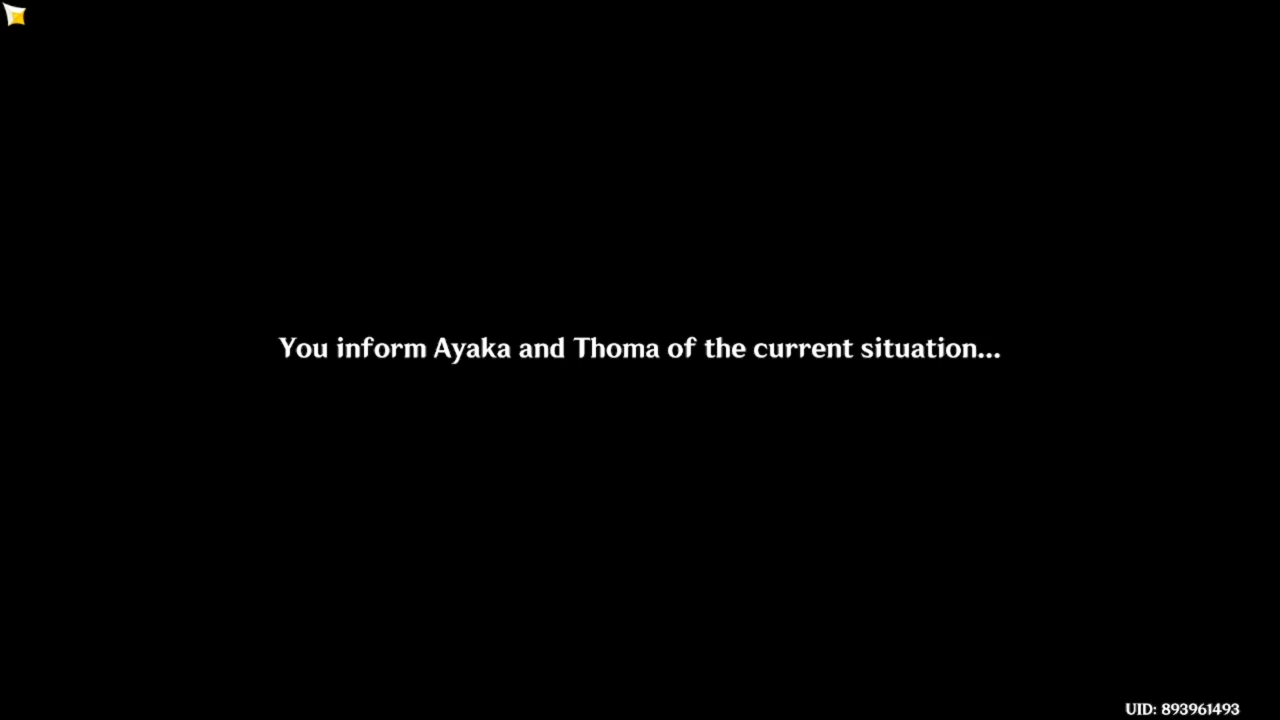 You inform Ayaka and Thoma of the current situation...
UID: 893961493